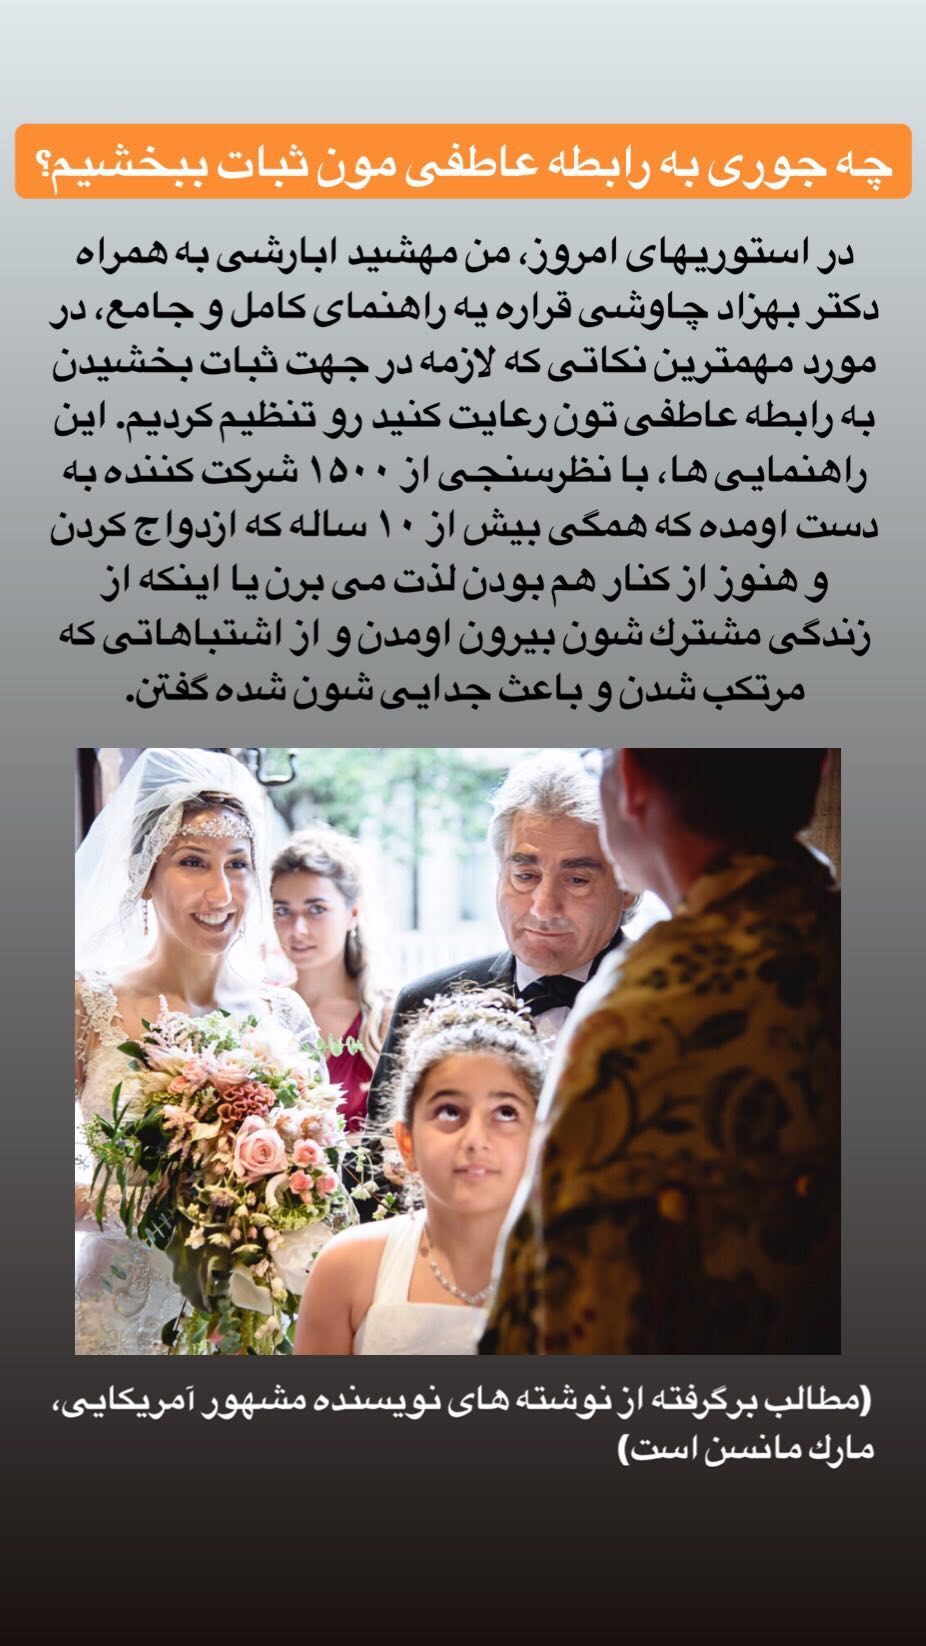 چه جوری به رابطه عاطفی مون ثبات ببخشیم؟
در استوریهای امروز، من مهشید ابارشی به همراه
دکتر بهزاد چاوشی قراره یه راهنمای کامل و جامع، در
مورد مهمترین نکاتی که لازمه در جهت ثبات بخشیدن
به رابطه عاطفی تون رعایت کنید رو تنظیم کردیم. این
راهنمایی ها، با نظرسنجی از ۱۵۰۰ شرکت کننده به
دست اومده که همگی بیش از ۱۰ ساله که ازدواج کردن
و هنوز از کنار هم بودن لذت می برن یا اینکه از
زندگی مشترك شون بیرون اومدن و از اشتباهاتی که
مرتکب شدن و باعث جدایی شون شده گفتن.
(مطالب برگرفته از نوشته های نویسنده مشهور آمریکایی،
مارك مانسن است)